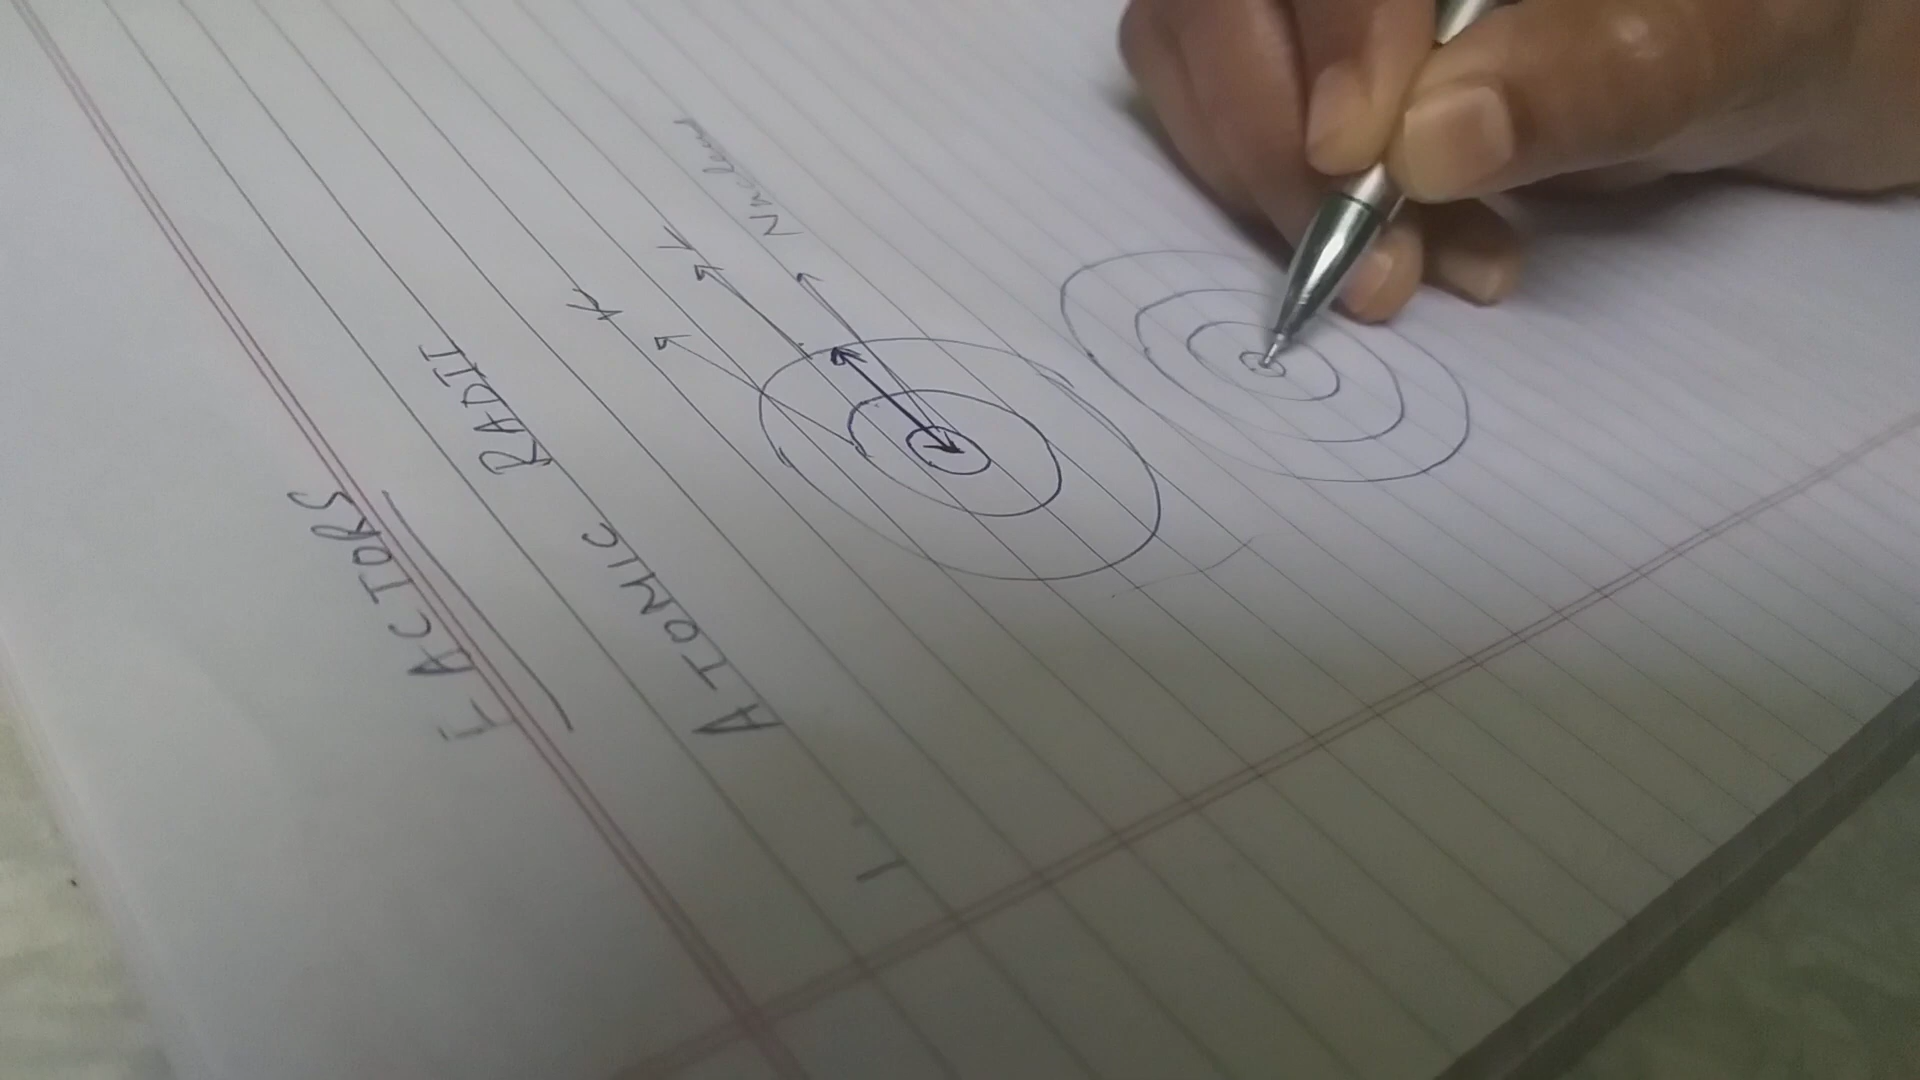 FACTORS
ATOMIC RADII
K
K
Nucleus